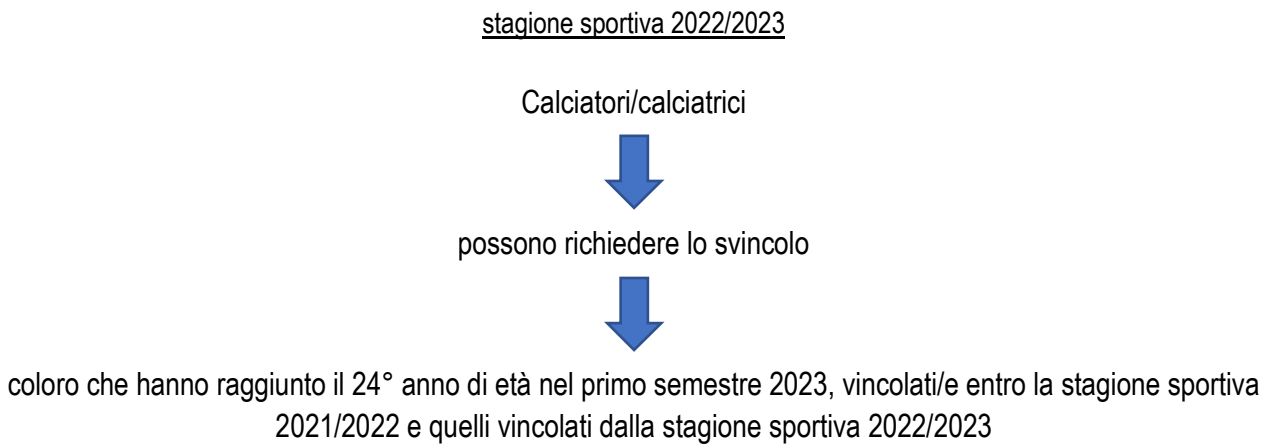 stagione sportiva 2022/2023
Calciatori/calciatrici
possono richiedere lo svincolo
coloro che hanno raggiunto il 24° anno di età nel primo semestre 2023, vincolati/e entro la stagione sportiva
2021/2022 e quelli vincolati dalla stagione sportiva 2022/2023